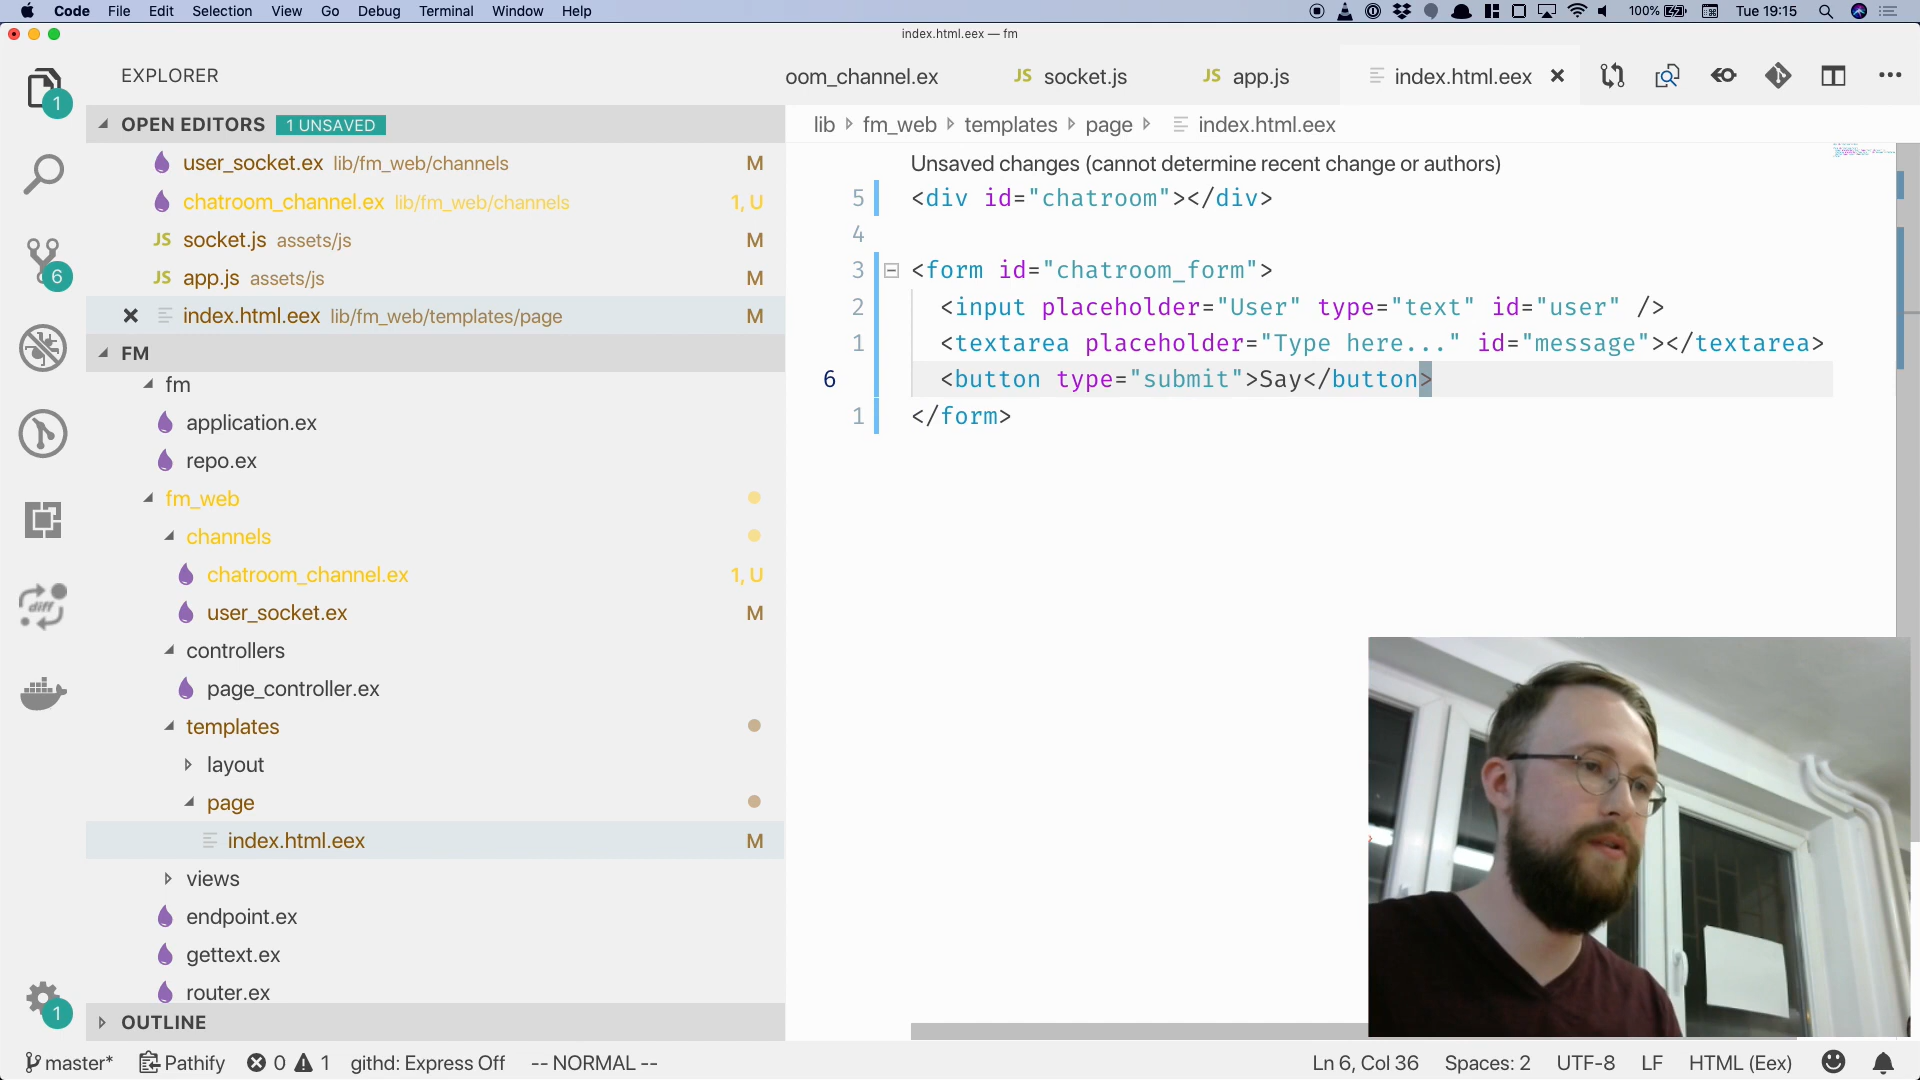 Code File Edit Selection View Go Debug Terminal Window Help 100% Tue 19:15
index.html.eex — fm
EXPLORER
oom_channel.ex JS socket.js JS app.js index.html.eex
1
OPEN EDITORS 1 UNSAVED
lib fm_web templates page index.html.eex
user_socket.ex lib/fm_web/channels M
chatroom_channel.ex lib/fm_web/channels 1, U
JS socket.js assets/js M
JS app.js assets/js M
index.html.eex lib/fm_web/templates/page M
6
FM
fm
application.ex
repo.ex
fm_web
channels
chatroom_channel.ex 1, U
user_socket.ex M
controllers
page_controller.ex
templates
layout
page
index.html.eex M
views
endpoint.ex
gettext.ex
router.ex
diff
1
OUTLINE
Unsaved changes (cannot determine recent change or authors)
5 <div id="chatroom"></div>
4
3 <form id="chatroom_form">
2 <input placeholder="User" type="text" id="user" />
1 <textarea placeholder="Type here..." id="message"></textarea>
6 <button type="submit">Say</button>
1 </form>
master* Pathify 0 1 githd: Express Off -- NORMAL -- Ln 6, Col 36 Spaces: 2 UTF-8 LF HTML (Eex)